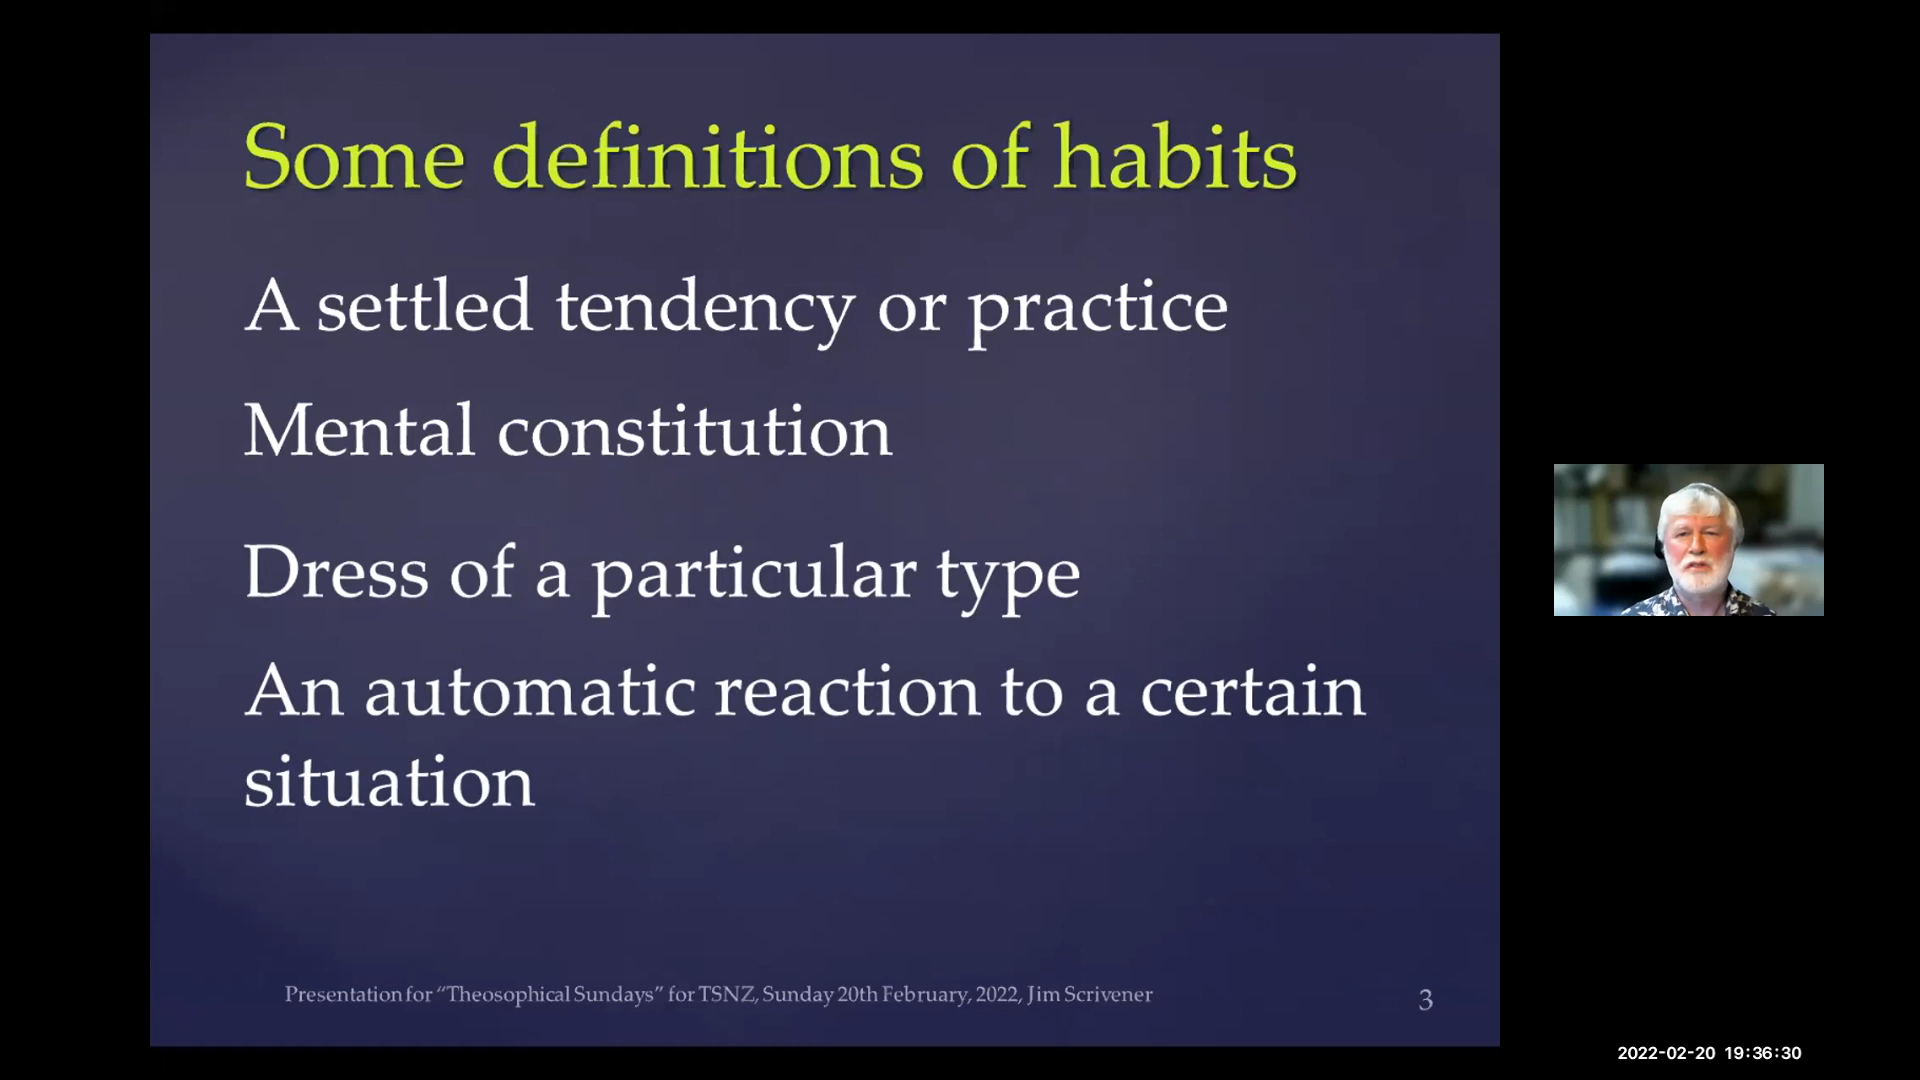 Some definitions of habits
A settled tendency or practice
Mental constitution
Dress of a particular type
An automatic reaction to a certain
situation
Presentation for “Theosophical Sundays” for TSNZ, Sunday 20th February, 2022, Jim Scrivener
3
2022-02-20 19:36:30